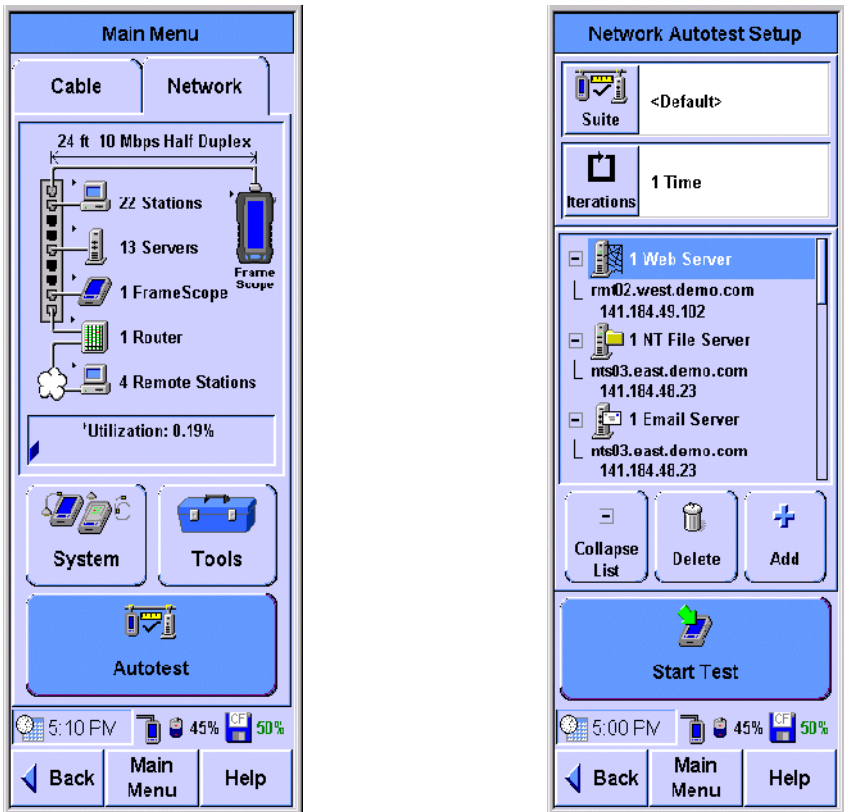 Main Menu
Cable
Network
24 ft 10 Mbps Half Duplex
22 Stations
13 Servers
Frame
Scope
1 FrameScope
1 Router
4 Remote Stations
'Utilization: 0.19%
System
Tools
Autotest
5:10 PM
45%
CF
50%
Back
Main
Menu
Help
Network Autotest Setup
Suite
<Default>
Iterations
1 Time
1 Web Server
rmt02.west.demo.com
141.184.49.102
1 NT File Server
nts03.east.demo.com
141.184.48.23
1 Email Server
nts03.east.demo.com
141.184.48.23
Collapse
List
Delete
Add
Start Test
5:00 PM
45%
CF
50%
Back
Main
Menu
Help